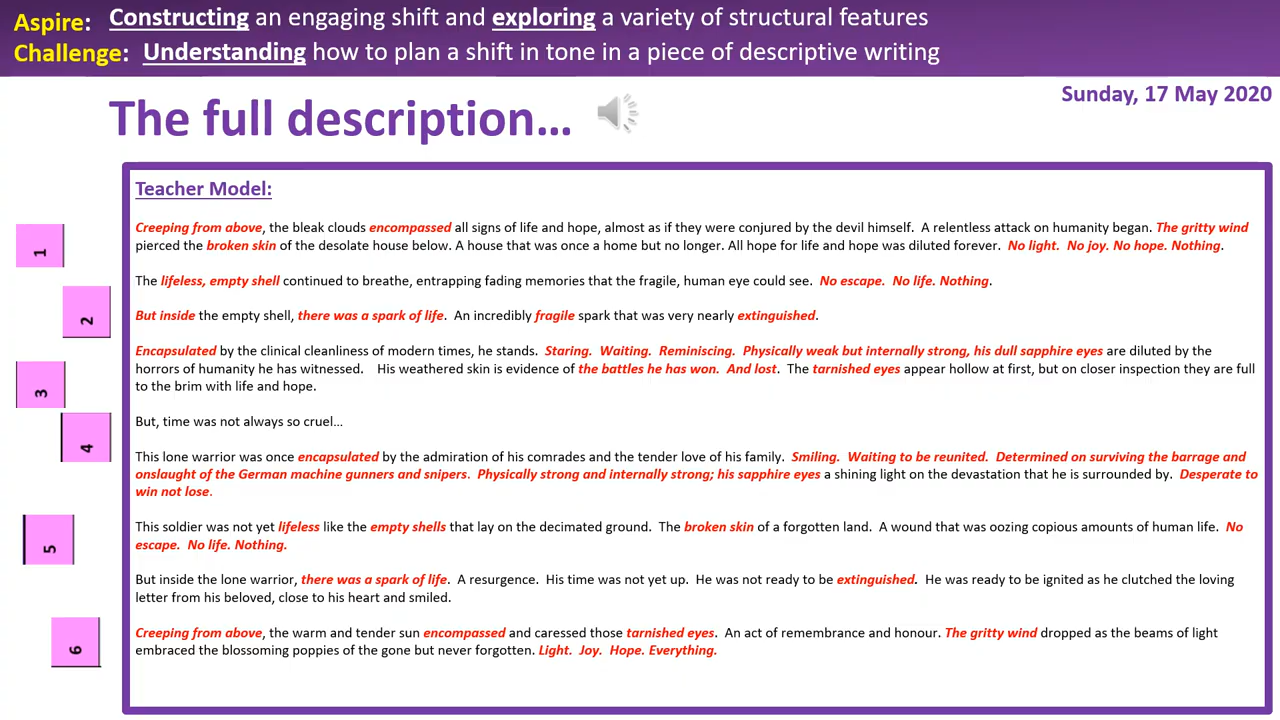 Aspire: Constructing an engaging shift and exploring a variety of structural features
Challenge: Understanding how to plan a shift in tone in a piece of descriptive writing
Sunday, 17 May 2020
The full description…
Teacher Model:
Creeping from above, the bleak clouds encompassed all signs of life and hope, almost as if they were conjured by the devil himself. A relentless attack on humanity began. The gritty wind
pierced the broken skin of the desolate house below. A house that was once a home but no longer. All hope for life and hope was diluted forever. No light. No joy. No hope. Nothing.
1
The lifeless, empty shell continued to breathe, entrapping fading memories that the fragile, human eye could see. No escape. No life. Nothing.
2
But inside the empty shell, there was a spark of life. An incredibly fragile spark that was very nearly extinguished.
Encapsulated by the clinical cleanliness of modern times, he stands. Staring. Waiting. Reminiscing. Physically weak but internally strong, his dull sapphire eyes are diluted by the
horrors of humanity he has witnessed. His weathered skin is evidence of the battles he has won. And lost. The tarnished eyes appear hollow at first, but on closer inspection they are full
to the brim with life and hope.
3
But, time was not always so cruel…
4
This lone warrior was once encapsulated by the admiration of his comrades and the tender love of his family. Smiling. Waiting to be reunited. Determined on surviving the barrage and
onslaught of the German machine gunners and snipers. Physically strong and internally strong; his sapphire eyes a shining light on the devastation that he is surrounded by. Desperate to
win not lose.
This soldier was not yet lifeless like the empty shells that lay on the decimated ground. The broken skin of a forgotten land. A wound that was oozing copious amounts of human life. No
escape. No life. Nothing.
5
But inside the lone warrior, there was a spark of life. A resurgence. His time was not yet up. He was not ready to be extinguished. He was ready to be ignited as he clutched the loving
letter from his beloved, close to his heart and smiled.
Creeping from above, the warm and tender sun encompassed and caressed those tarnished eyes. An act of remembrance and honour. The gritty wind dropped as the beams of light
embraced the blossoming poppies of the gone but never forgotten. Light. Joy. Hope. Everything.
6